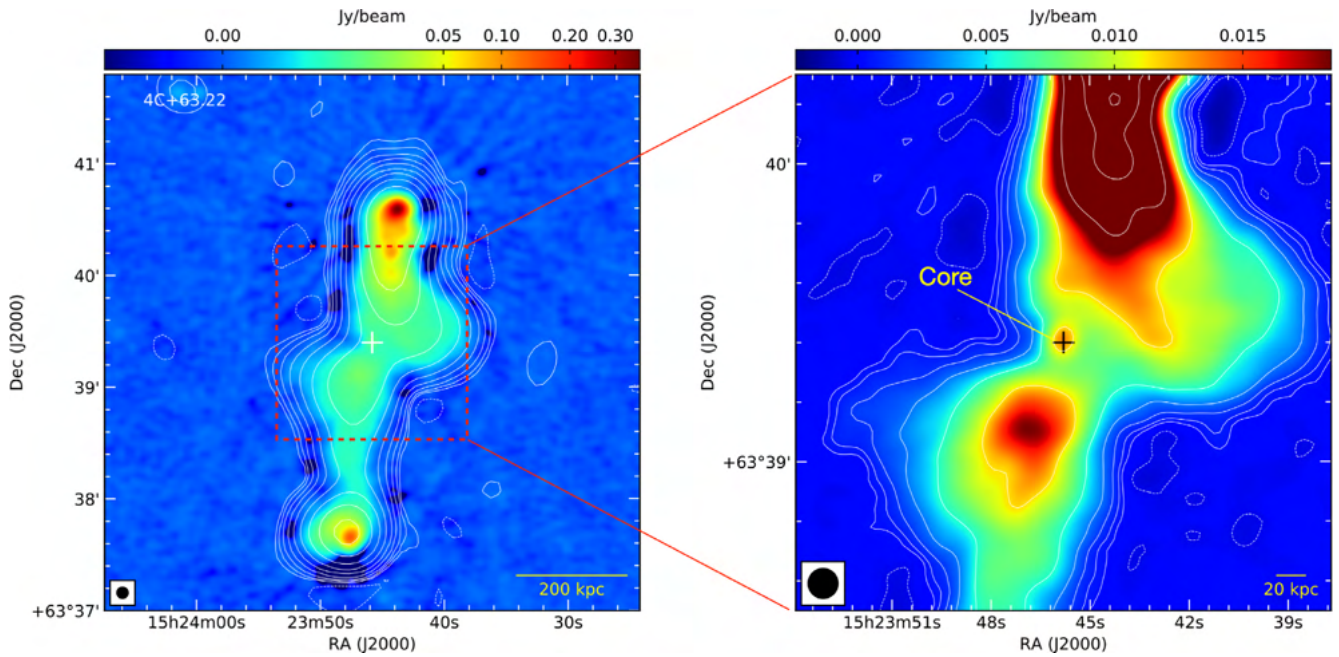 Jy/beam
0.00 0.05 0.10 0.20 0.30
4C+63.22
41'
40'
39'
38'
+63°37'
Dec (J2000)
200 kpc
15h24m00s 23m50s 40s 30s
RA (J2000)
Jy/beam
0.000 0.005 0.010 0.015
40'
Core
+63°39'
Dec (J2000)
20 kpc
15h23m51s 48s 45s 42s 39s
RA (J2000)